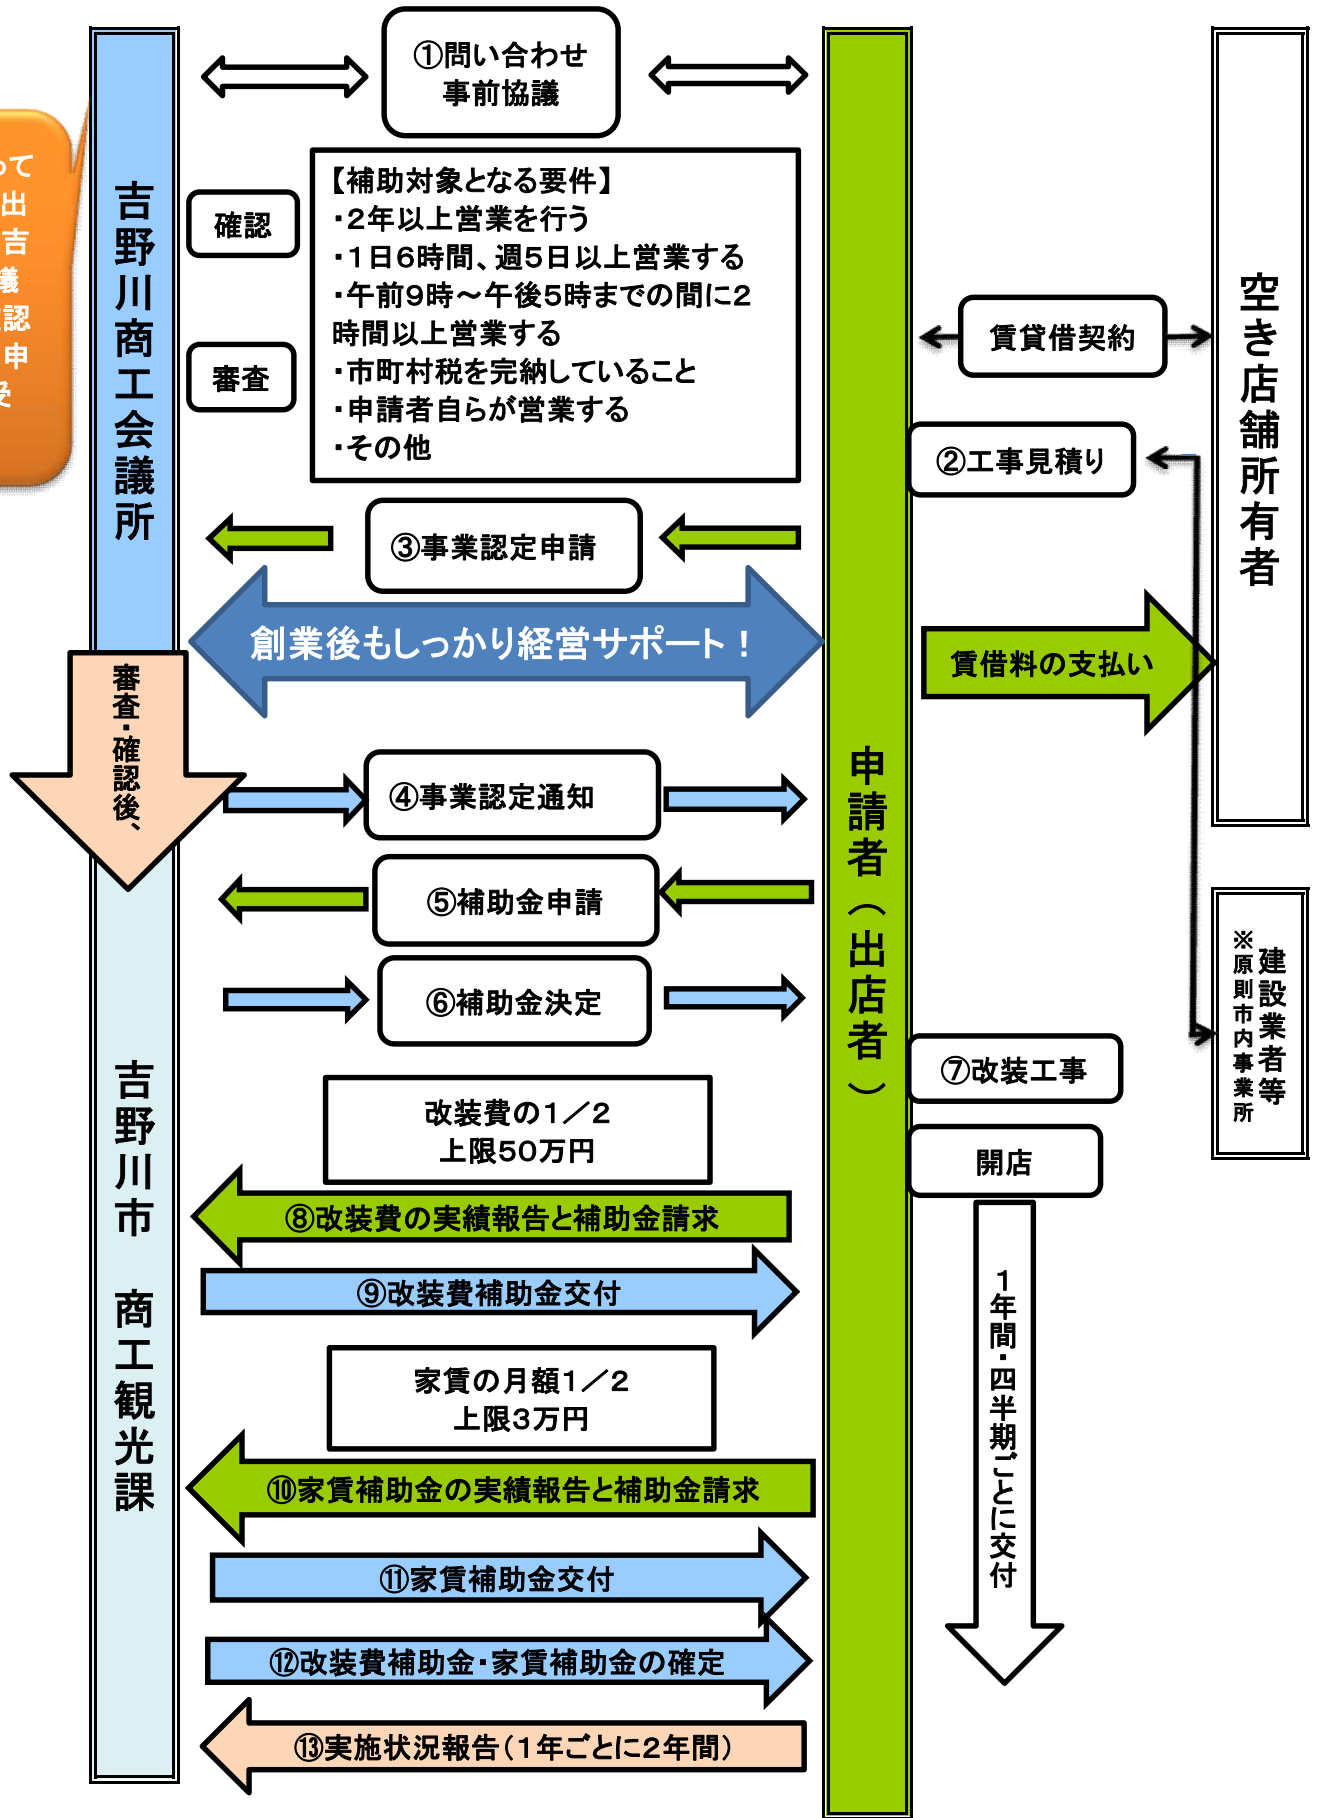 ①問い合わせ
事前協議
って
出
吉
議
認
申
受
吉野川商工会議所
確認
審査
【補助対象となる要件】
・2年以上営業を行う
・1日6時間、週5日以上営業する
・午前9時～午後5時までの間に2
時間以上営業する
・市町村税を完納していること
・申請者自らが営業する
・その他
賃貸借契約
空き店舗所有者
②工事見積り
③事業認定申請
創業後もしっかり経営サポート！
賃借料の支払い
審査・確認後、
④事業認定通知
申請者（出店者）
⑤補助金申請
⑥補助金決定
建設業者等
※原則市内事業所
⑦改装工事
開店
吉野川市　商工観光課
改装費の1／2
上限50万円
⑧改装費の実績報告と補助金請求
⑨改装費補助金交付
1年間・四半期ごとに交付
家賃の月額1／2
上限3万円
⑩家賃補助金の実績報告と補助金請求
⑪家賃補助金交付
⑫改装費補助金・家賃補助金の確定
⑬実施状況報告（1年ごとに2年間）